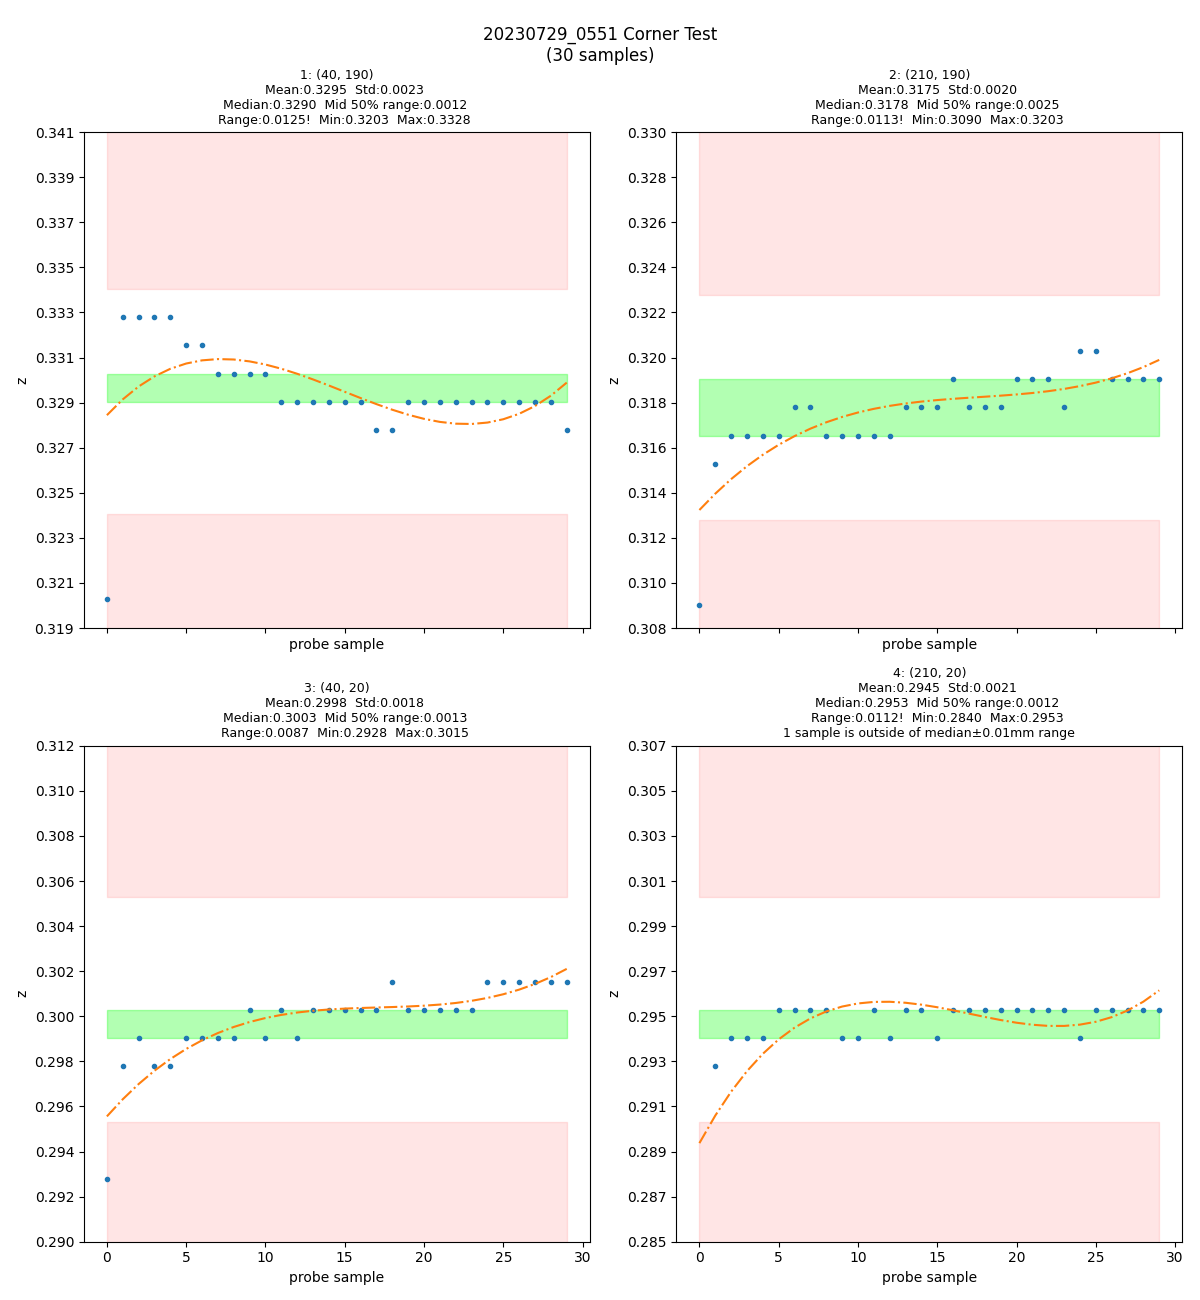 20230729_0551 Corner Test
(30 samples)
1: (40, 190)
Mean:0.3295  Std:0.0023
Median:0.3290  Mid 50% range:0.0012
Range:0.0125!  Min:0.3203  Max:0.3328
0.341
0.339
0.337
0.335
0.333
0.331
0.329
0.327
0.325
0.323
0.321
0.319
z
probe sample
2: (210, 190)
Mean:0.3175  Std:0.0020
Median:0.3178  Mid 50% range:0.0025
Range:0.0113!  Min:0.3090  Max:0.3203
0.330
0.328
0.326
0.324
0.322
0.320
0.318
0.316
0.314
0.312
0.310
0.308
z
probe sample
3: (40, 20)
Mean:0.2998  Std:0.0018
Median:0.3003  Mid 50% range:0.0013
Range:0.0087  Min:0.2928  Max:0.3015
0.312
0.310
0.308
0.306
0.304
0.302
0.300
0.298
0.296
0.294
0.292
0.290
z
0 5 10 15 20 25 30
probe sample
4: (210, 20)
Mean:0.2945  Std:0.0021
Median:0.2953  Mid 50% range:0.0012
Range:0.0112!  Min:0.2840  Max:0.2953
1 sample is outside of median±0.01mm range
0.307
0.305
0.303
0.301
0.299
0.297
0.295
0.293
0.291
0.289
0.287
0.285
z
0 5 10 15 20 25 30
probe sample